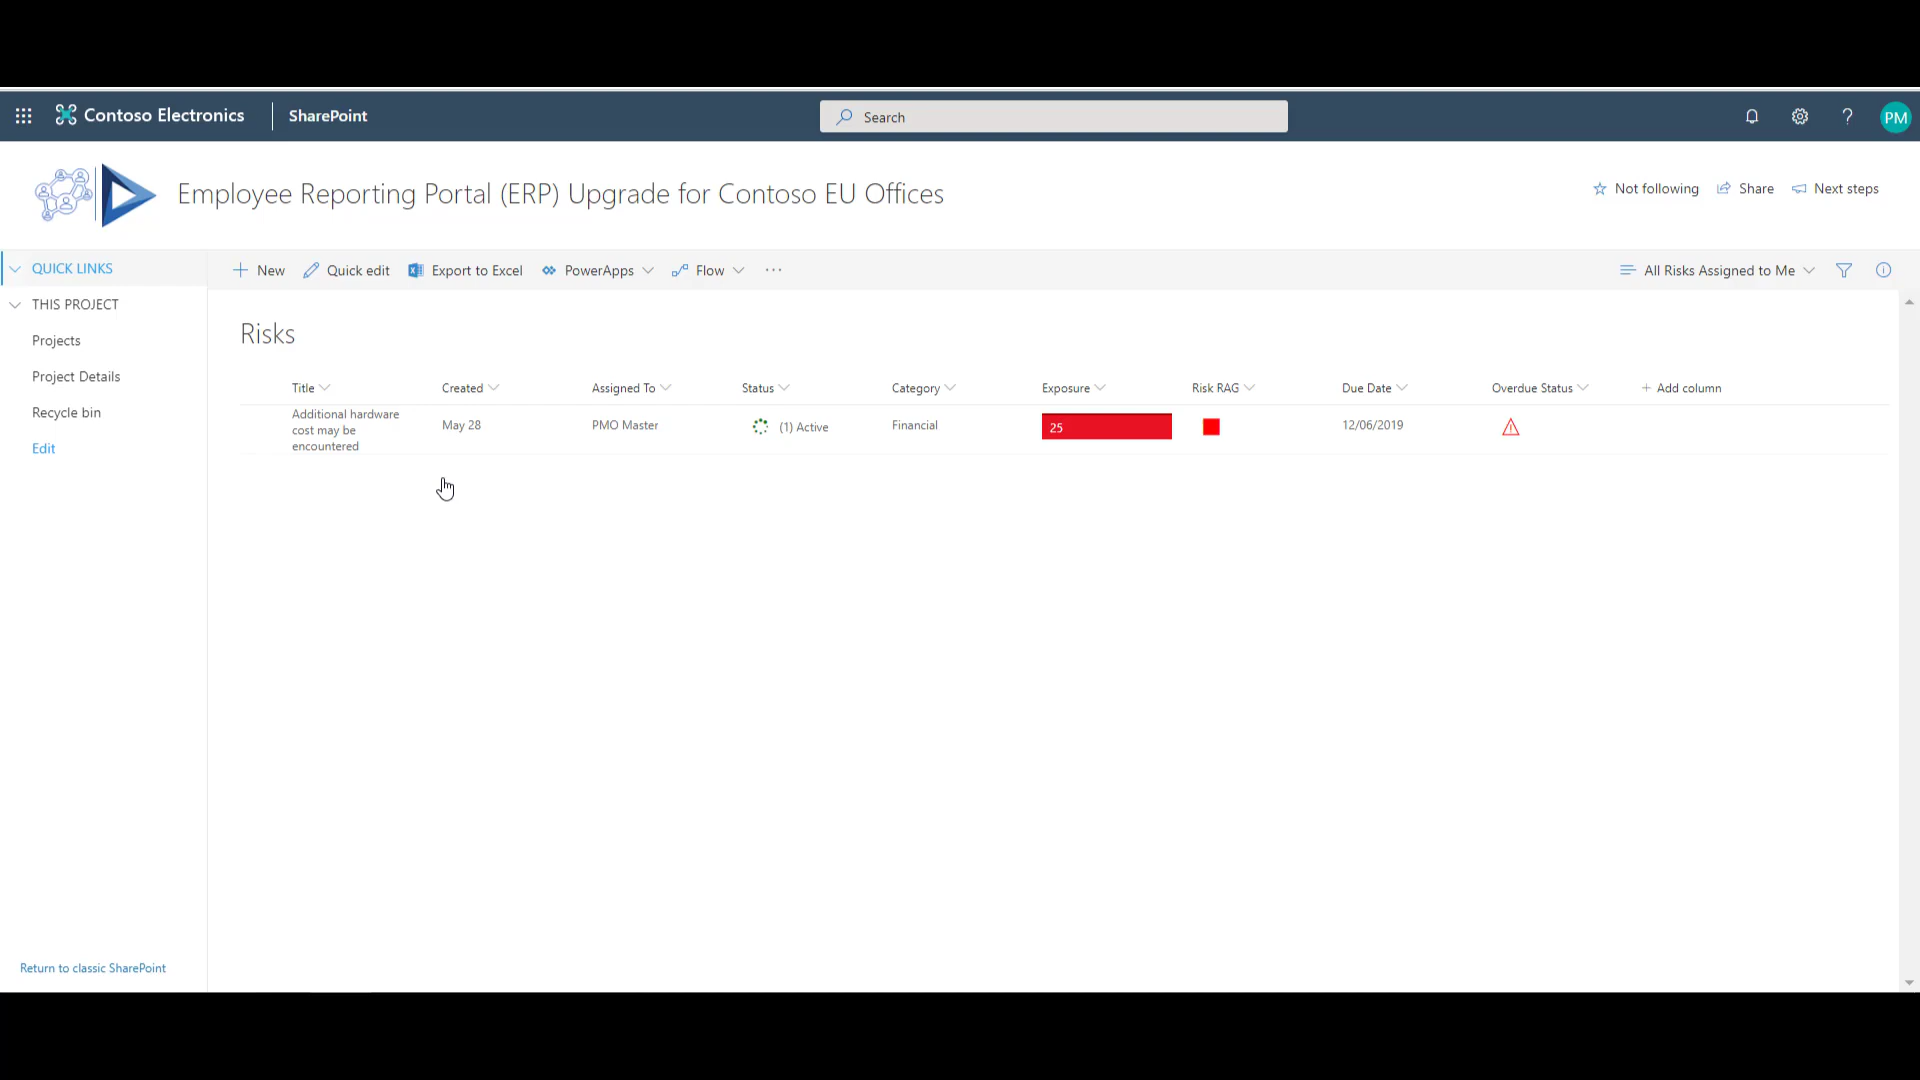 Contoso Electronics
SharePoint
Search
PM
Employee Reporting Portal (ERP) Upgrade for Contoso EU Offices
Not following
Share
Next steps
QUICK LINKS
New
Quick edit
Export to Excel
PowerApps
Flow
...
All Risks Assigned to Me
THIS PROJECT
Projects
Project Details
Recycle bin
Edit
Risks
Title
Created
Assigned To
Status
Category
Exposure
Risk RAG
Due Date
Overdue Status
+ Add column
Additional hardware
cost may be
encountered
May 28
PMO Master
(1) Active
Financial
25
12/06/2019
Return to classic SharePoint